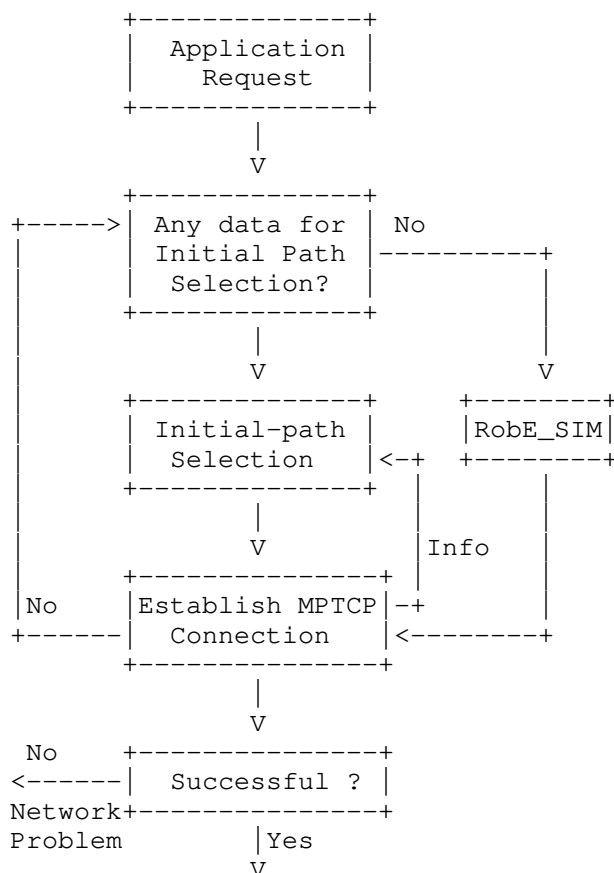 Application
Request
Any data for
Initial Path
Selection?
No
Initial-path
Selection
RobE_SIM
Info
No
Establish MPTCP
Connection
No
Successful ?
Network
Problem
Yes